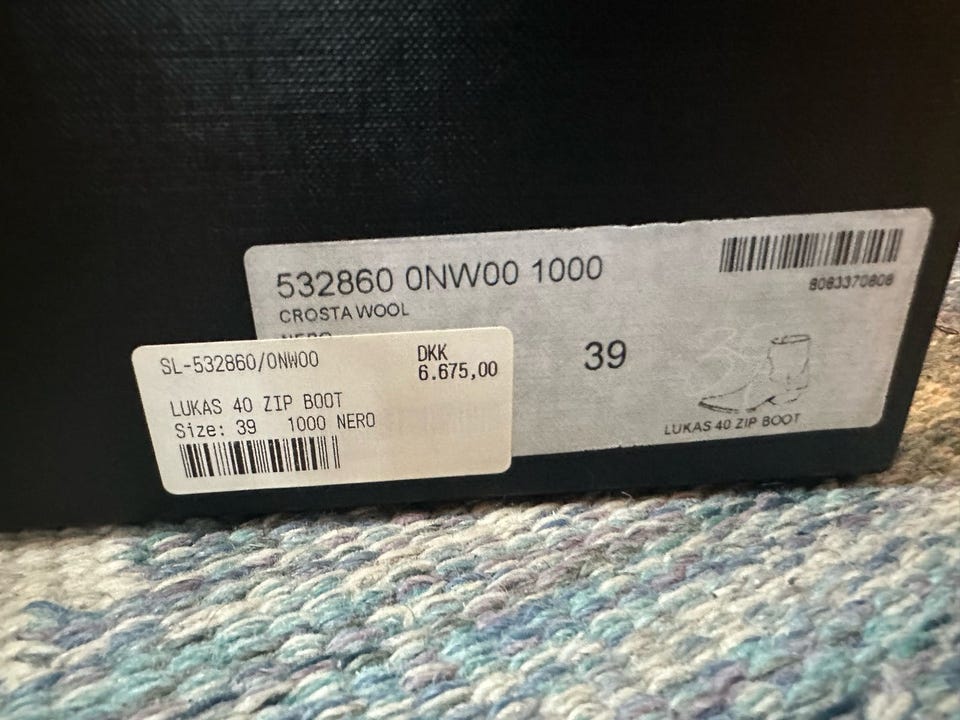 532860 0NW00 1000
CROSTA WOOL
NERO
8083370808
39
LUKAS 40 ZIP BOOT
SL-532860/0NW00
DKK
6.675,00
LUKAS 40 ZIP BOOT
Size: 39 1000 NERO